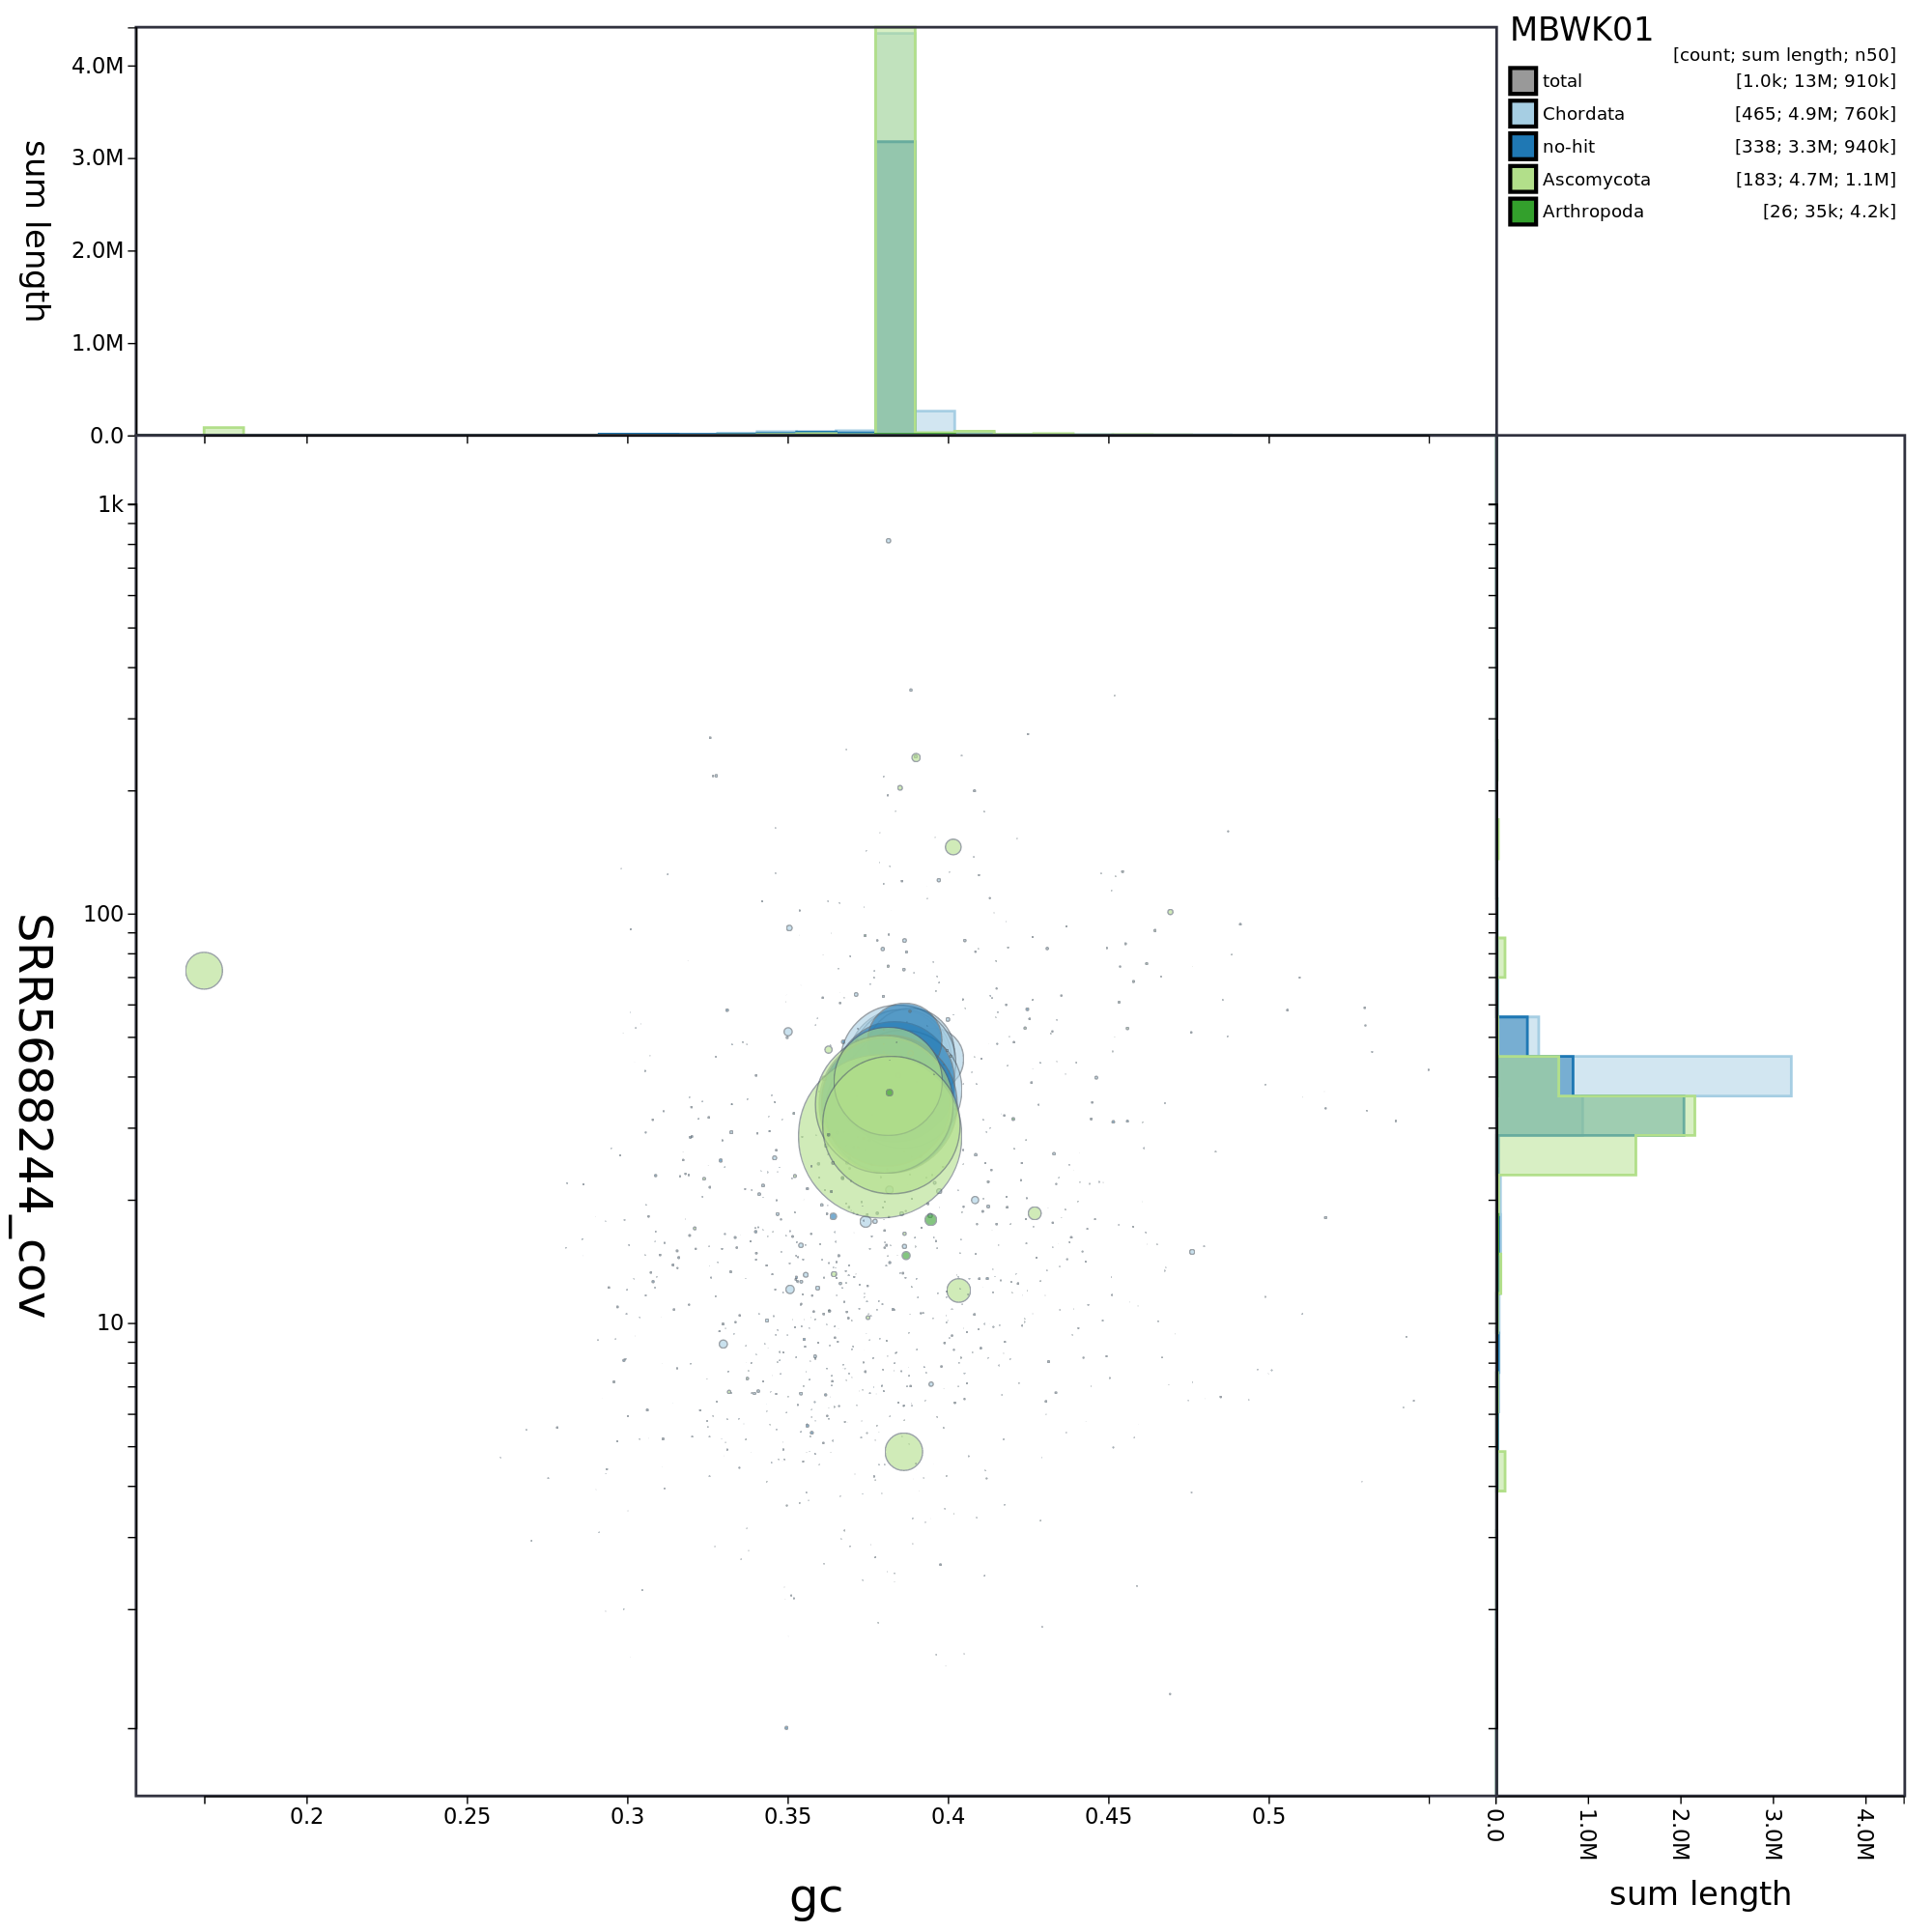 MBWK01
[count; sum length; n50]
total [1.0k; 13M; 910k]
Chordata [465; 4.9M; 760k]
no-hit [338; 3.3M; 940k]
Ascomycota [183; 4.7M; 1.1M]
Arthropoda [26; 35k; 4.2k]
sum length
4.0M
3.0M
2.0M
1.0M
0.0
SRR5688244_cov
1k
100
10
0.2 0.25 0.3 0.35 0.4 0.45 0.5
gc
0.0 1.0M 2.0M 3.0M 4.0M
sum length